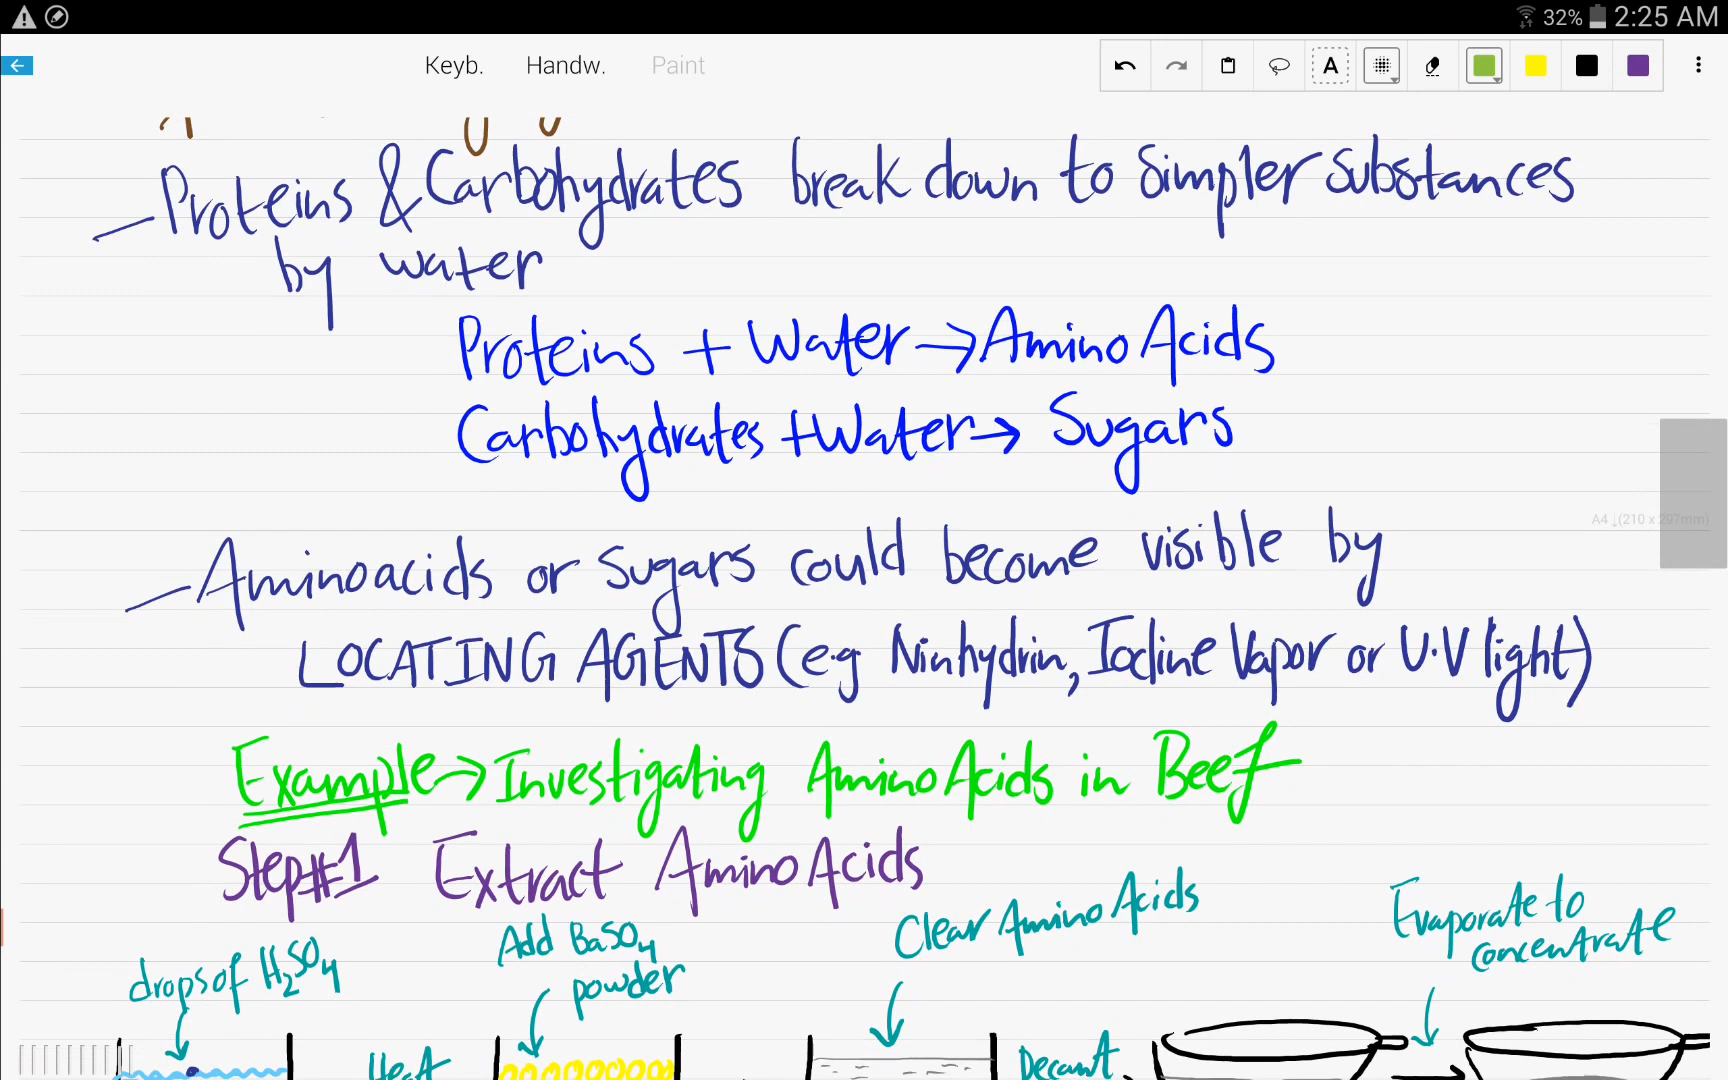 32% 2:25 AM
Keyb. Handw. Paint A
- Proteins & Carbohydrates break down to Simpler substances
by water
Proteins + Water → Amino Acids
Carbohydrates + Water → Sugars
A4 ↓(210 x 297mm)
- Aminoacids or sugars could become visible by
LOCATING AGENTS (e.g Ninhydrin, Iodine Vapor or U.V light)
Example → Investigating Amino Acids in Beef
Step#1 Extract Amino Acids
drops of H₂SO₄
Add BaSO₄
powder
Clear Amino Acids
Evaporate to
concentrate
Heat
Decant